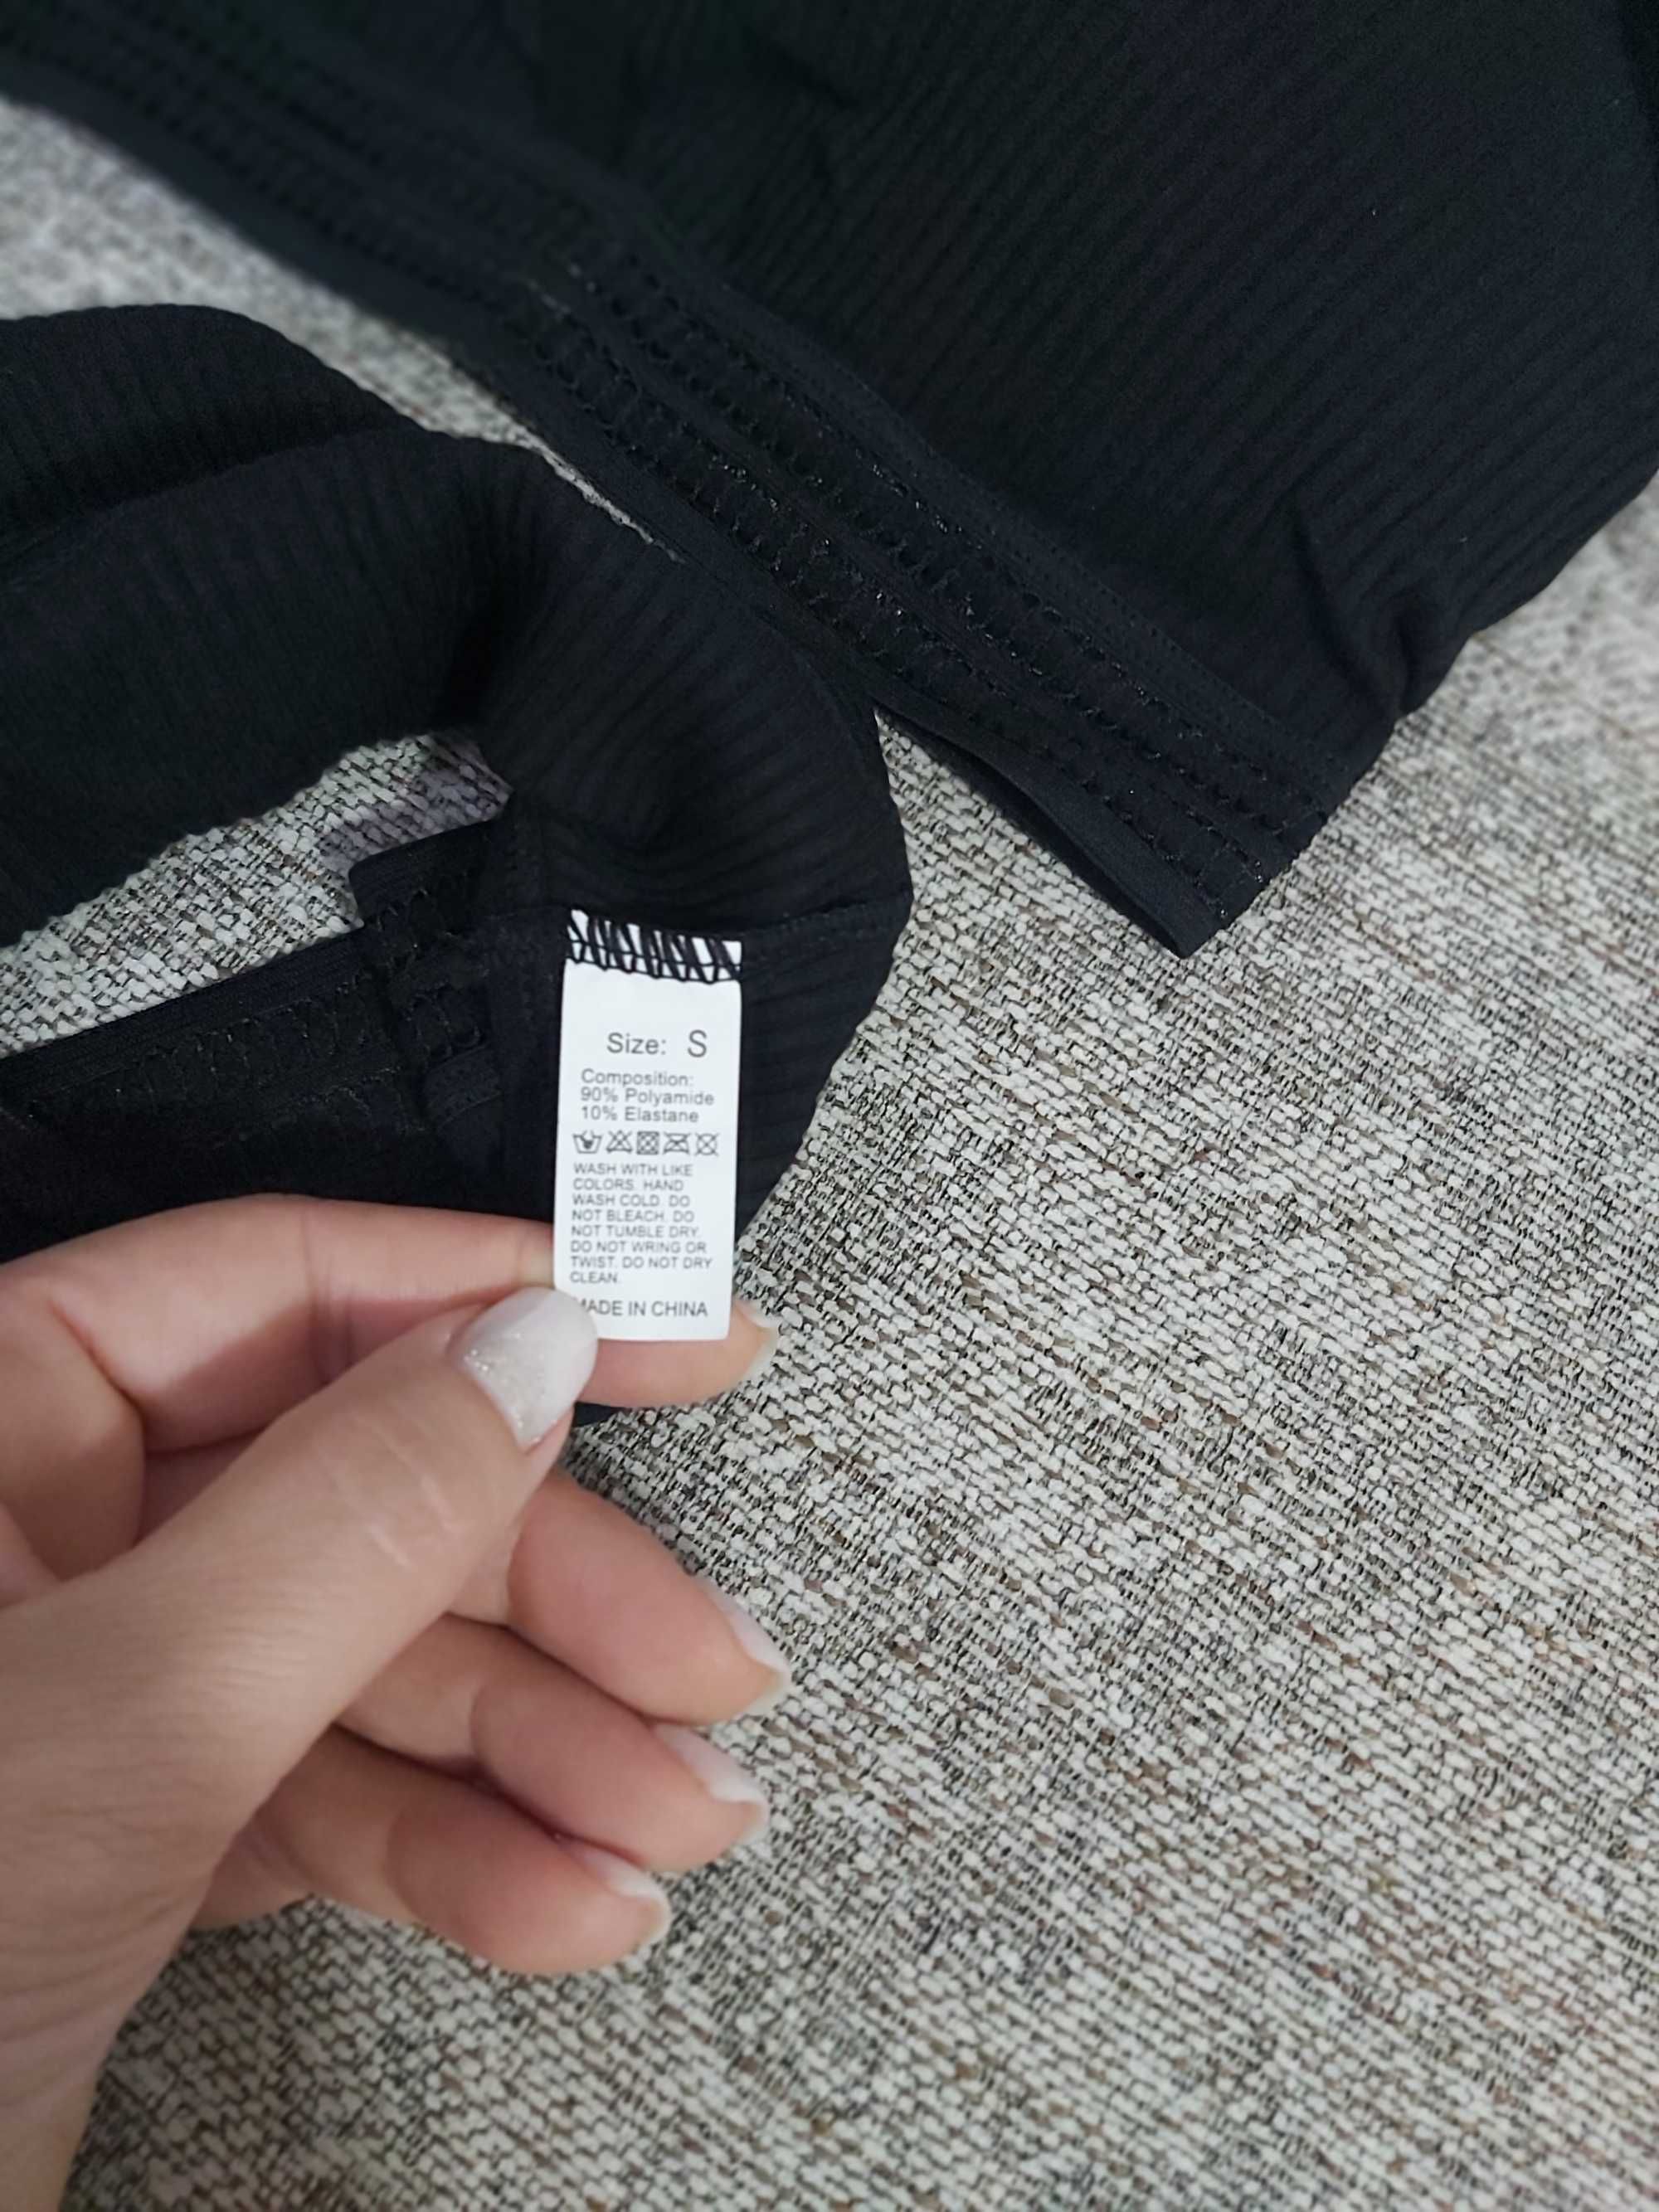 Size: S
Composition:
90% Polyamide
10% Elastane
WASH WITH LIKE
COLORS. HAND
WASH COLD. DO
NOT BLEACH. DO
NOT TUMBLE DRY.
DO NOT WRING OR
TWIST. DO NOT DRY
CLEAN.
MADE IN CHINA